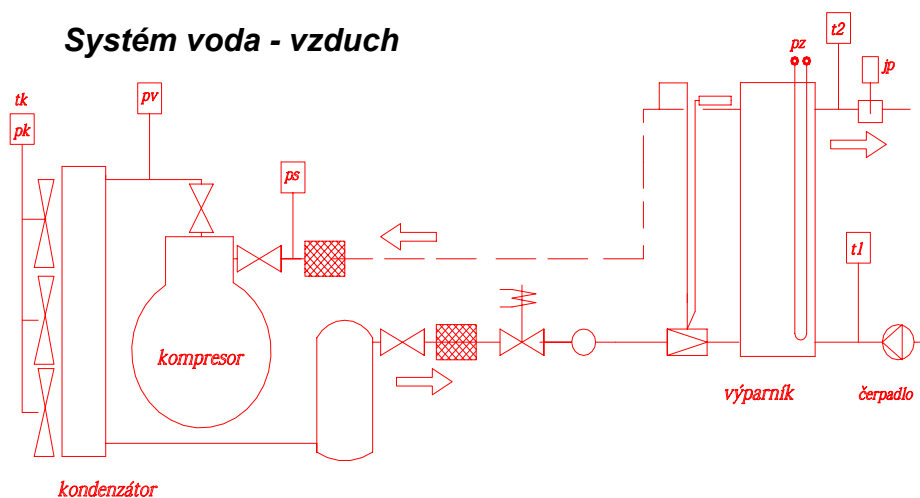 Systém voda - vzduch
t2
pz
jp
tk
pv
pk
ps
t1
kompresor
výparník
čerpadlo
kondenzátor